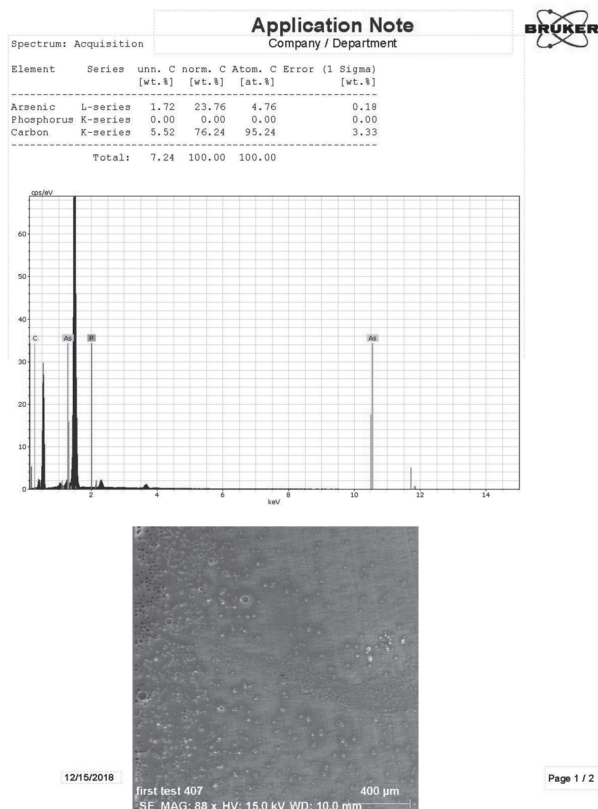 Application Note
BRUKER
Spectrum: Acquisition
Company / Department
Element Series unn. C norm. C Atom. C Error (1 Sigma)
[wt.%] [wt.%] [at.%] [wt.%]
Arsenic L-series 1.72 23.76 4.76 0.18
Phosphorus K-series 0.00 0.00 0.00 0.00
Carbon K-series 5.52 76.24 95.24 3.33
Total: 7.24 100.00 100.00
cps/eV
60
50
40
C As P As
30
20
10
0
2 4 6 8 10 12 14
keV
first test 407 400 µm
SE MAG: 88 x HV: 15.0 kV WD: 10.0 mm
12/15/2018
Page 1 / 2